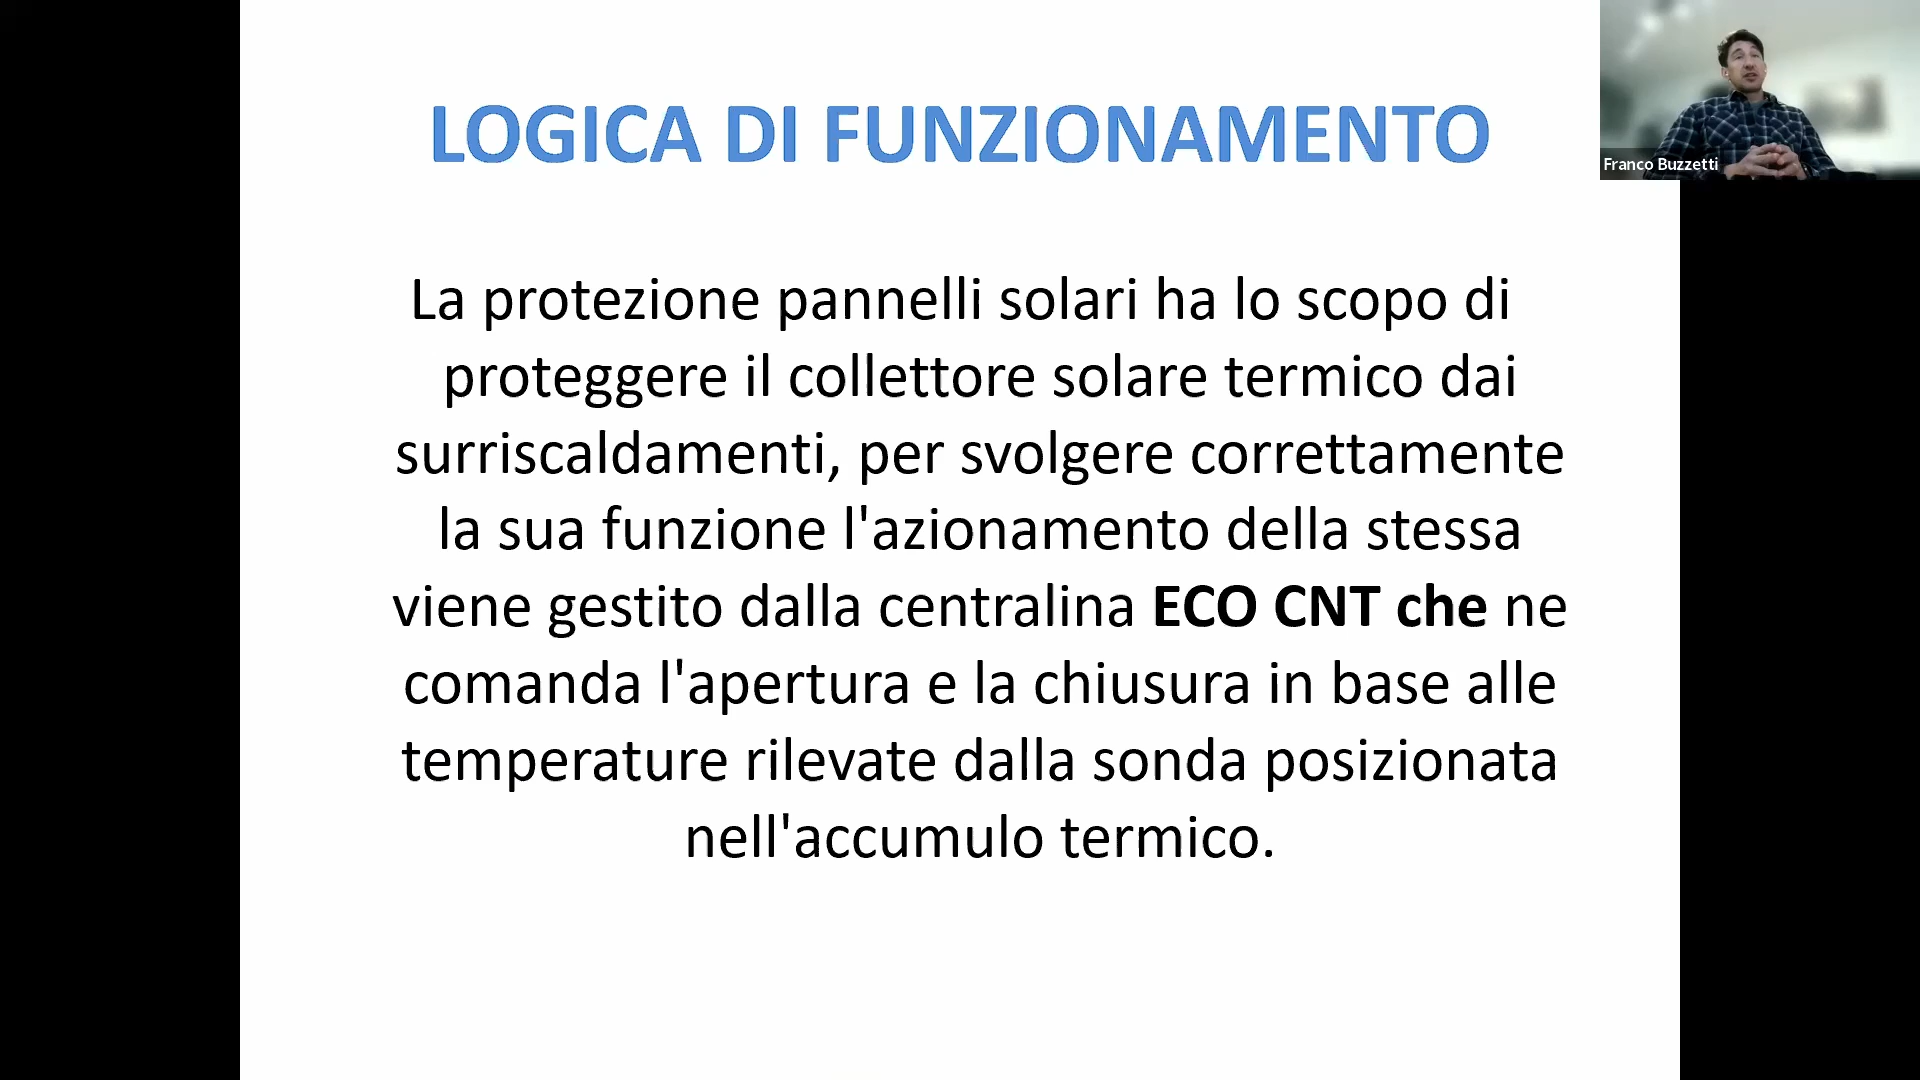 LOGICA DI FUNZIONAMENTO
Franco Buzzetti
La protezione pannelli solari ha lo scopo di
proteggere il collettore solare termico dai
surriscaldamenti, per svolgere correttamente
la sua funzione l'azionamento della stessa
viene gestito dalla centralina ECO CNT che ne
comanda l'apertura e la chiusura in base alle
temperature rilevate dalla sonda posizionata
nell'accumulo termico.